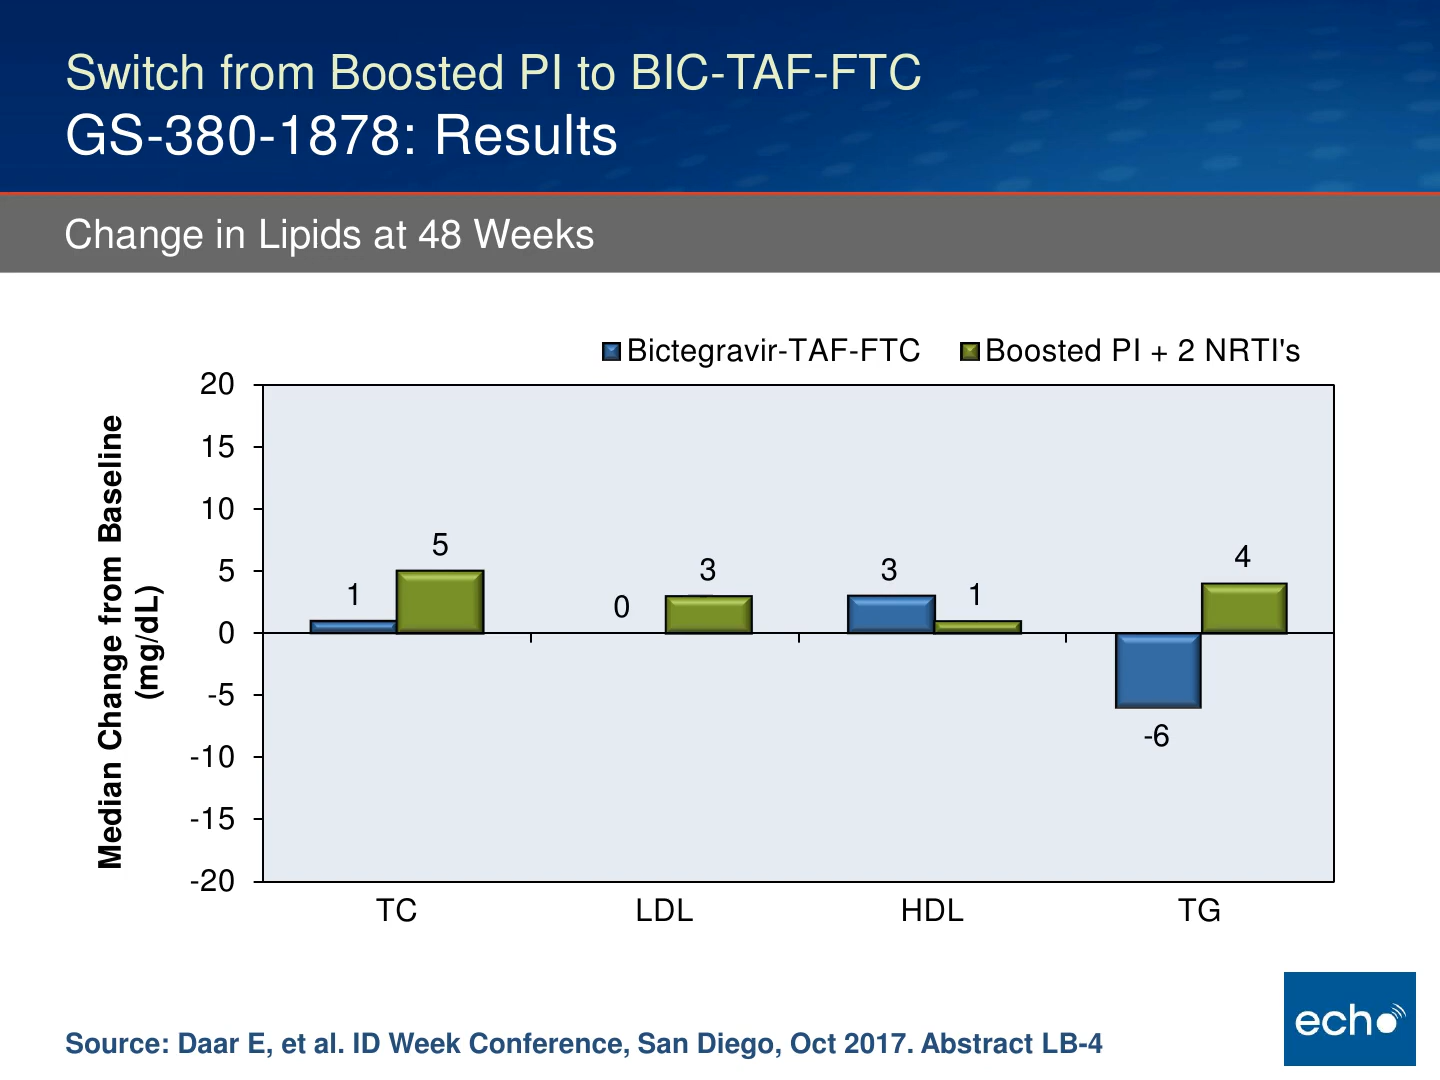 Switch from Boosted PI to BIC-TAF-FTC
GS-380-1878: Results
Change in Lipids at 48 Weeks
Bictegravir-TAF-FTC
Boosted PI + 2 NRTI's
Median Change from Baseline
(mg/dL)
20
15
10
5
0
-5
-10
-15
-20
1
5
0
3
3
1
-6
4
TC
LDL
HDL
TG
Source: Daar E, et al. ID Week Conference, San Diego, Oct 2017. Abstract LB-4
echo